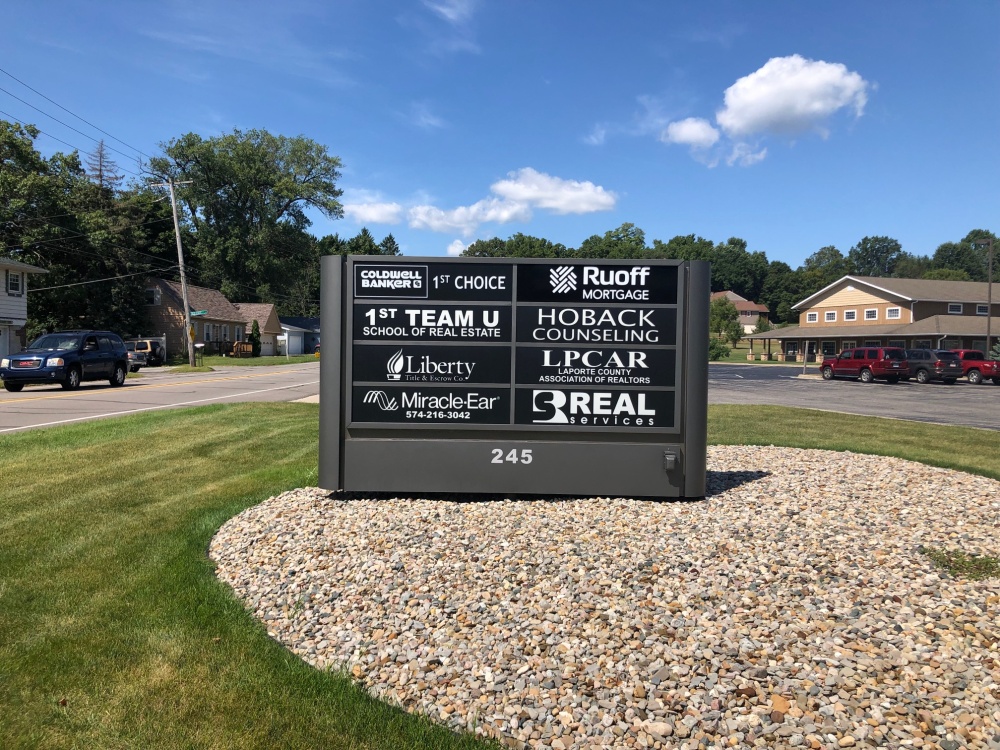 COLDWELL
BANKER
1ST CHOICE
Ruoff
MORTGAGE
1ST TEAM U
SCHOOL OF REAL ESTATE
HOBACK
COUNSELING
Liberty
Title & Escrow Co.
LPCAR
LAPORTE COUNTY
ASSOCIATION OF REALTORS
Miracle-Ear®
574-216-3042
REAL
services
245